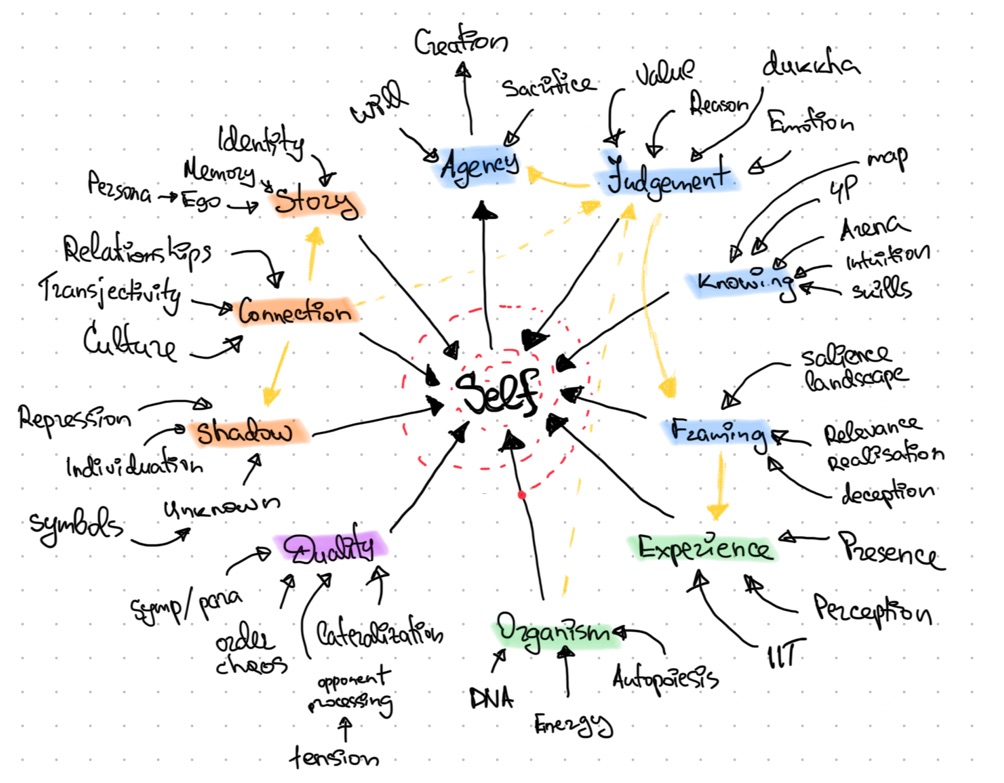 Creation
Will
Sacrifice
Agency
Value
Reason
dukkha
Emotion
Judgement
map
4P
Arena
Intuition
skills
Knowing
Identity
Memory
Persona
Ego
Story
Relationships
Transjectivity
Culture
Connection
Self
Repression
Individuation
Unknown
symbols
Shadow
salience
landscape
Framing
Relevance
Realisation
deception
Duality
symp/para
order
chaos
Lateralization
opponent
processing
tension
Experience
Presence
Perception
IIT
Organism
DNA
Energy
Autopoiesis